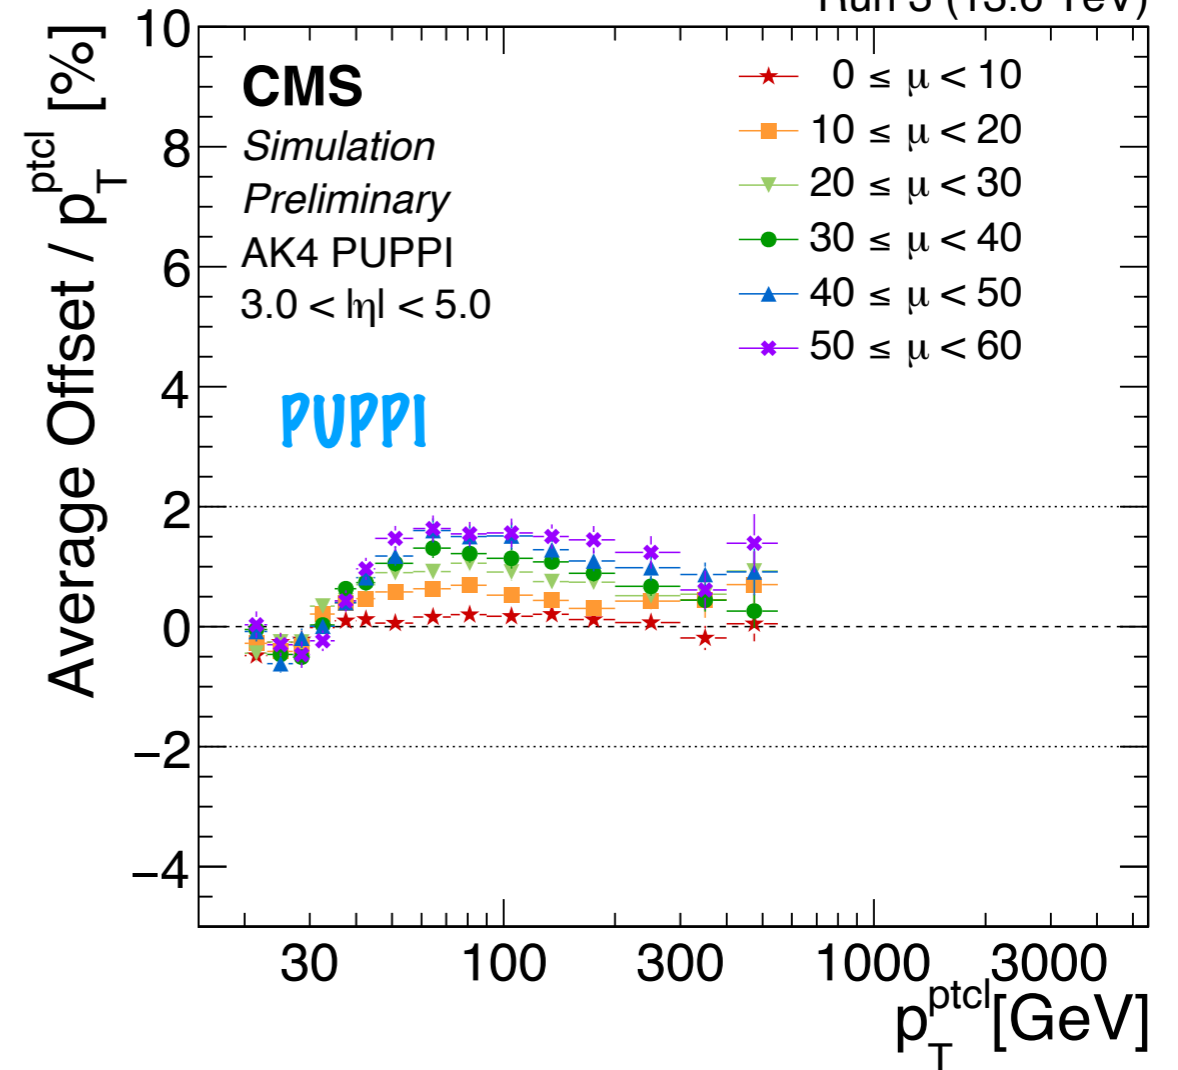 Run 3 (13.6 TeV)
CMS
Simulation
Preliminary
AK4 PUPPI
3.0 < |η| < 5.0
PUPPI
0 ≤ μ < 10
10 ≤ μ < 20
20 ≤ μ < 30
30 ≤ μ < 40
40 ≤ μ < 50
50 ≤ μ < 60
Average Offset / p_T^ptcl [%]
10
8
6
4
2
0
−2
−4
30 100 300 1000 3000
p_T^ptcl [GeV]